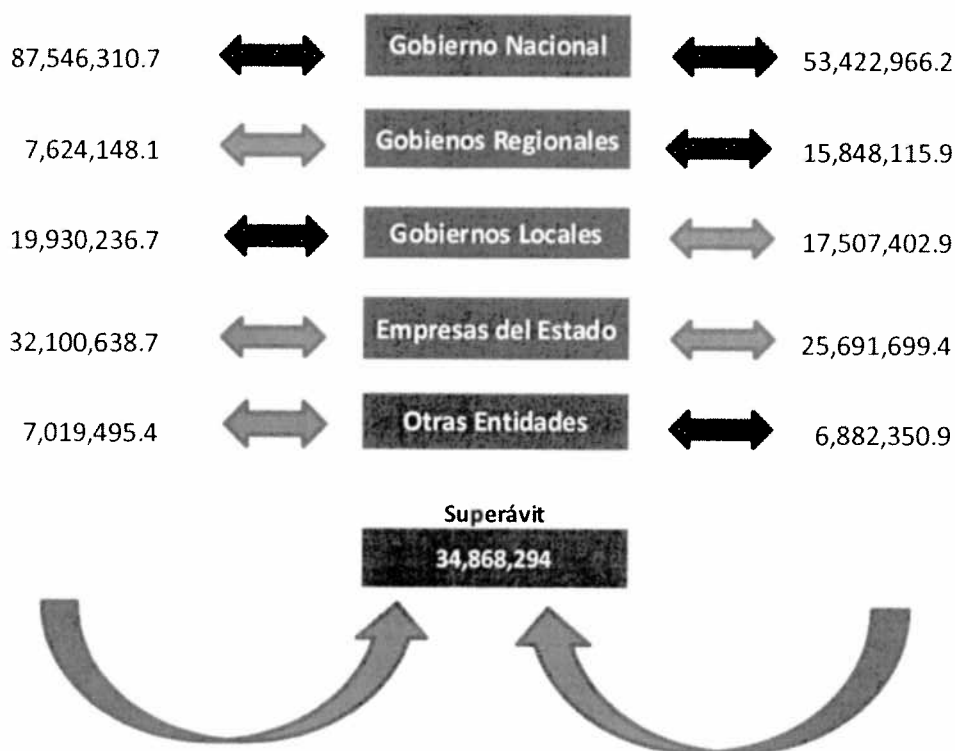 87,546,310.7 Gobierno Nacional 53,422,966.2
7,624,148.1 Gobienos Regionales 15,848,115.9
19,930,236.7 Gobiernos Locales 17,507,402.9
32,100,638.7 Empresas del Estado 25,691,699.4
7,019,495.4 Otras Entidades 6,882,350.9
Superávit
34,868,294